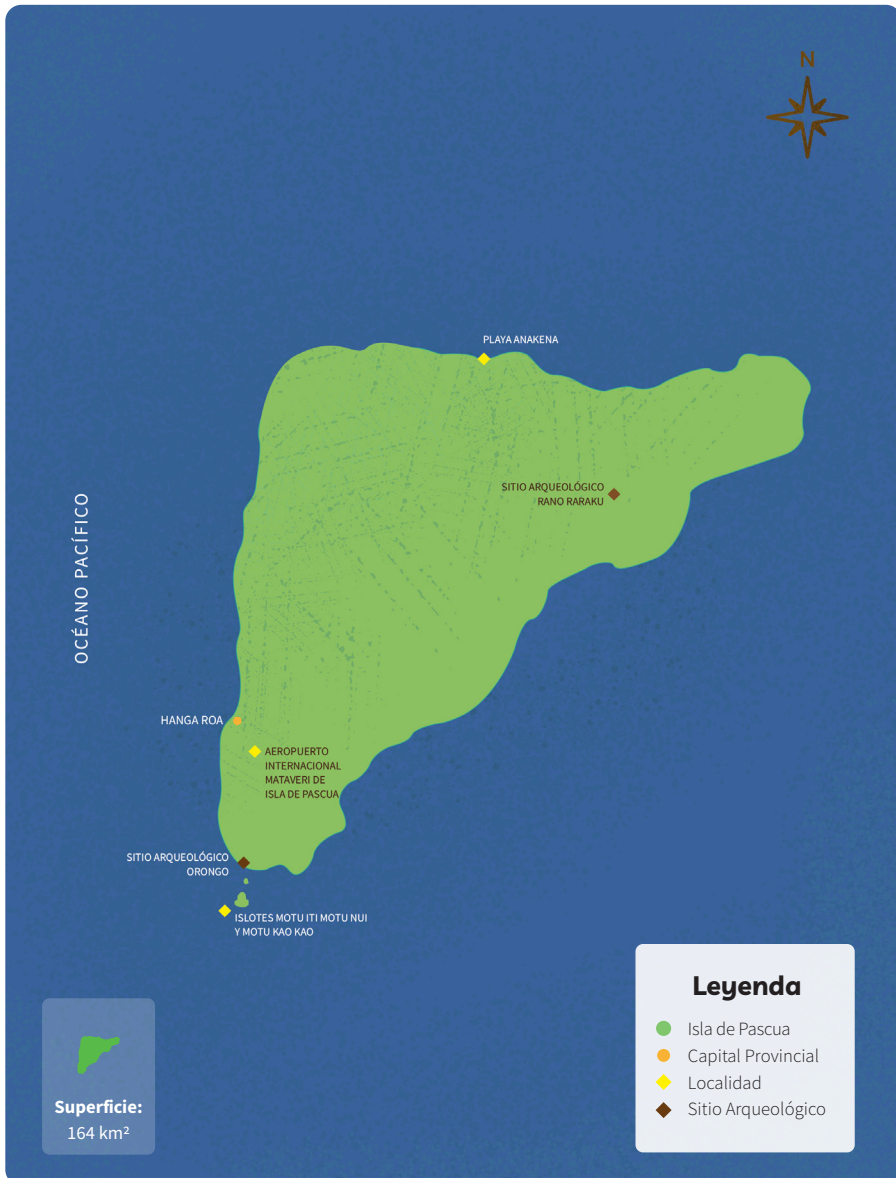 N
PLAYA ANAKENA
SITIO ARQUEOLÓGICO
RANO RARAKU
OCÉANO PACÍFICO
HANGA ROA
AEROPUERTO
INTERNACIONAL
MATAVERI DE
ISLA DE PASCUA
SITIO ARQUEOLÓGICO
ORONGO
ISLOTES MOTU ITI MOTU NUI
Y MOTU KAO KAO
Leyenda
Isla de Pascua
Capital Provincial
Localidad
Sitio Arqueológico
Superficie:
164 km²